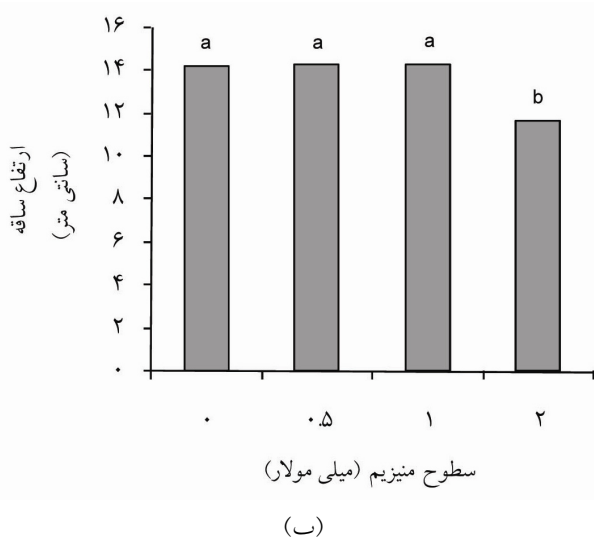 ۱۶
۱۴
۱۲
۱۰
۸
۶
۴
۲
۰
ارتفاع ساقه
(سانتی متر)
a
a
a
b
۰
۰.۵
۱
۲
سطوح منیزیم (میلی مولار)
(ب)